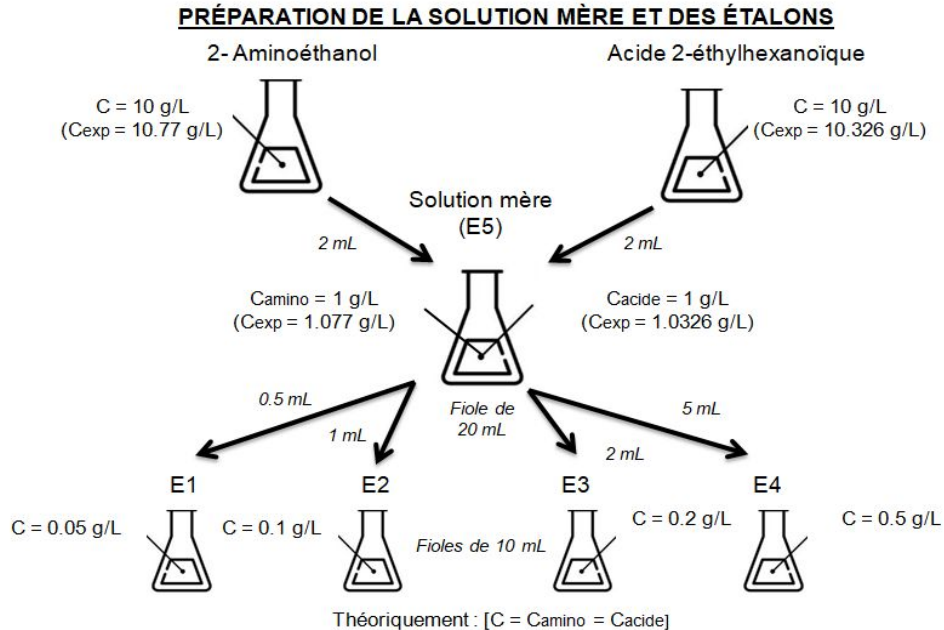 PRÉPARATION DE LA SOLUTION MÈRE ET DES ÉTALONS
2- Aminoéthanol
Acide 2-éthylhexanoïque
C = 10 g/L
(Cexp = 10.77 g/L)
C = 10 g/L
(Cexp = 10.326 g/L)
Solution mère
(E5)
2 mL
2 mL
Camino = 1 g/L
(Cexp = 1.077 g/L)
Cacide = 1 g/L
(Cexp = 1.0326 g/L)
0.5 mL
1 mL
Fiole de
20 mL
2 mL
5 mL
E1
E2
E3
E4
C = 0.05 g/L
C = 0.1 g/L
Fioles de 10 mL
C = 0.2 g/L
C = 0.5 g/L
Théoriquement : [C = Camino = Cacide]